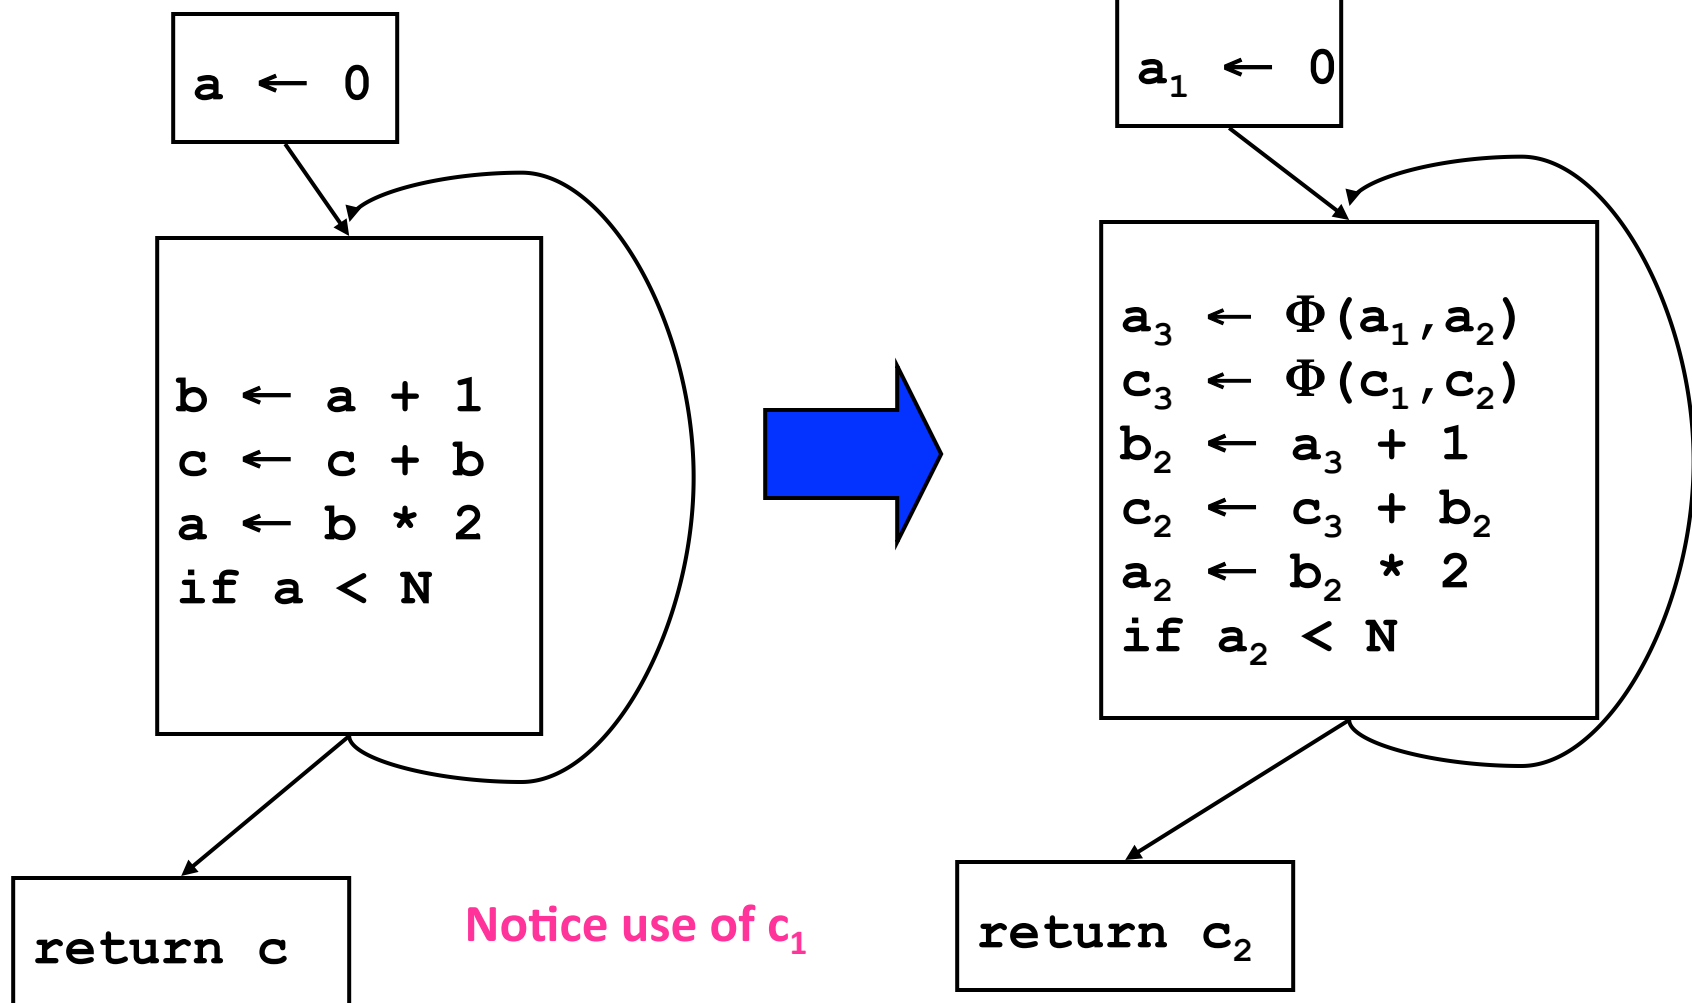 a ← 0
b ← a + 1
c ← c + b
a ← b * 2
if a < N
return c
Notice use of c₁
a₁ ← 0
a₃ ← Φ(a₁,a₂)
c₃ ← Φ(c₁,c₂)
b₂ ← a₃ + 1
c₂ ← c₃ + b₂
a₂ ← b₂ * 2
if a₂ < N
return c₂